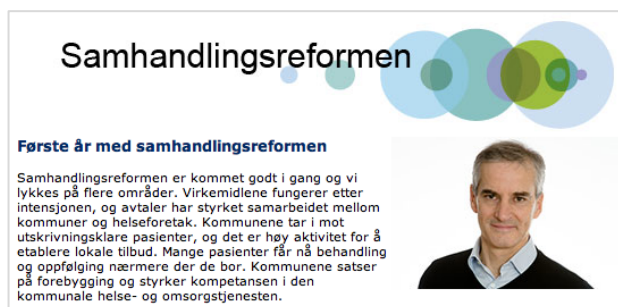 Samhandlingsreformen
Første år med samhandlingsreformen
Samhandlingsreformen er kommet godt i gang og vi
lykkes på flere områder. Virkemidlene fungerer etter
intensjonen, og avtaler har styrket samarbeidet mellom
kommuner og helseforetak. Kommunene tar i mot
utskrivningsklare pasienter, og det er høy aktivitet for å
etablere lokale tilbud. Mange pasienter får nå behandling
og oppfølging nærmere der de bor. Kommunene satser
på forebygging og styrker kompetansen i den
kommunale helse- og omsorgstjenesten.